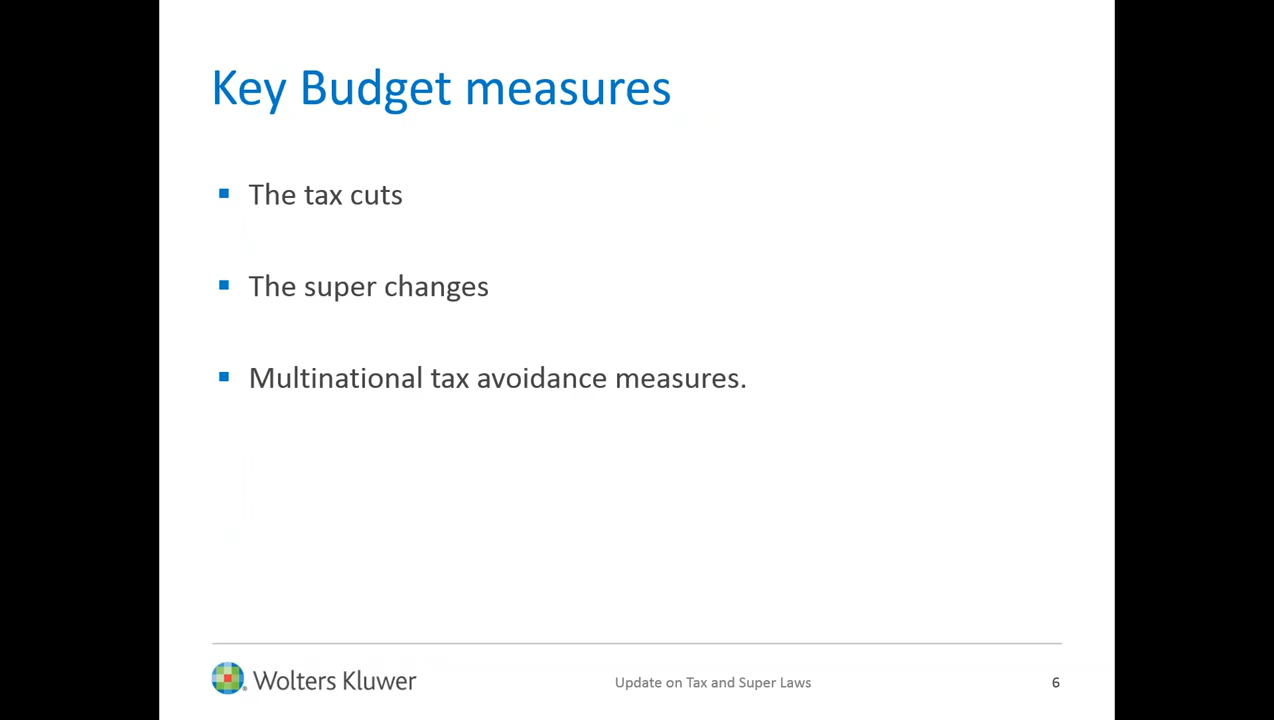 Key Budget measures
The tax cuts
The super changes
Multinational tax avoidance measures.
Wolters Kluwer
Update on Tax and Super Laws
6